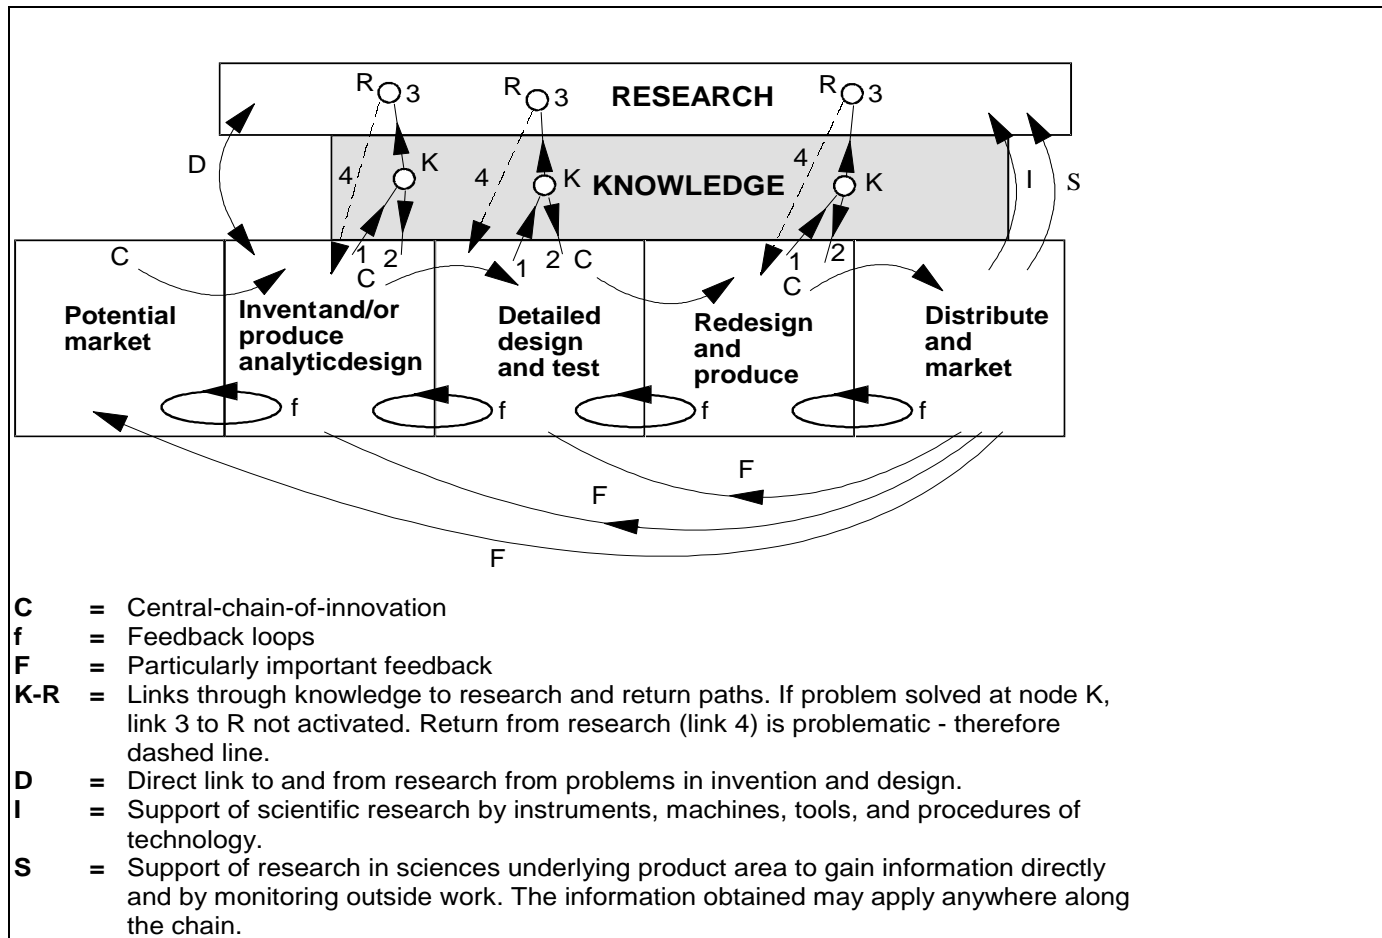 R 3 R 3 RESEARCH R 3
D 4 K 4 K KNOWLEDGE 4 K I S
C 1 C 2 1 2 C 1 C 2
Potential
market
Inventand/or
produce
analyticdesign
Detailed
design
and test
Redesign
and
produce
Distribute
and
market
f f f f
F
F
F
C = Central-chain-of-innovation
f = Feedback loops
F = Particularly important feedback
K-R = Links through knowledge to research and return paths. If problem solved at node K,
link 3 to R not activated. Return from research (link 4) is problematic - therefore
dashed line.
D = Direct link to and from research from problems in invention and design.
I = Support of scientific research by instruments, machines, tools, and procedures of
technology.
S = Support of research in sciences underlying product area to gain information directly
and by monitoring outside work. The information obtained may apply anywhere along
the chain.